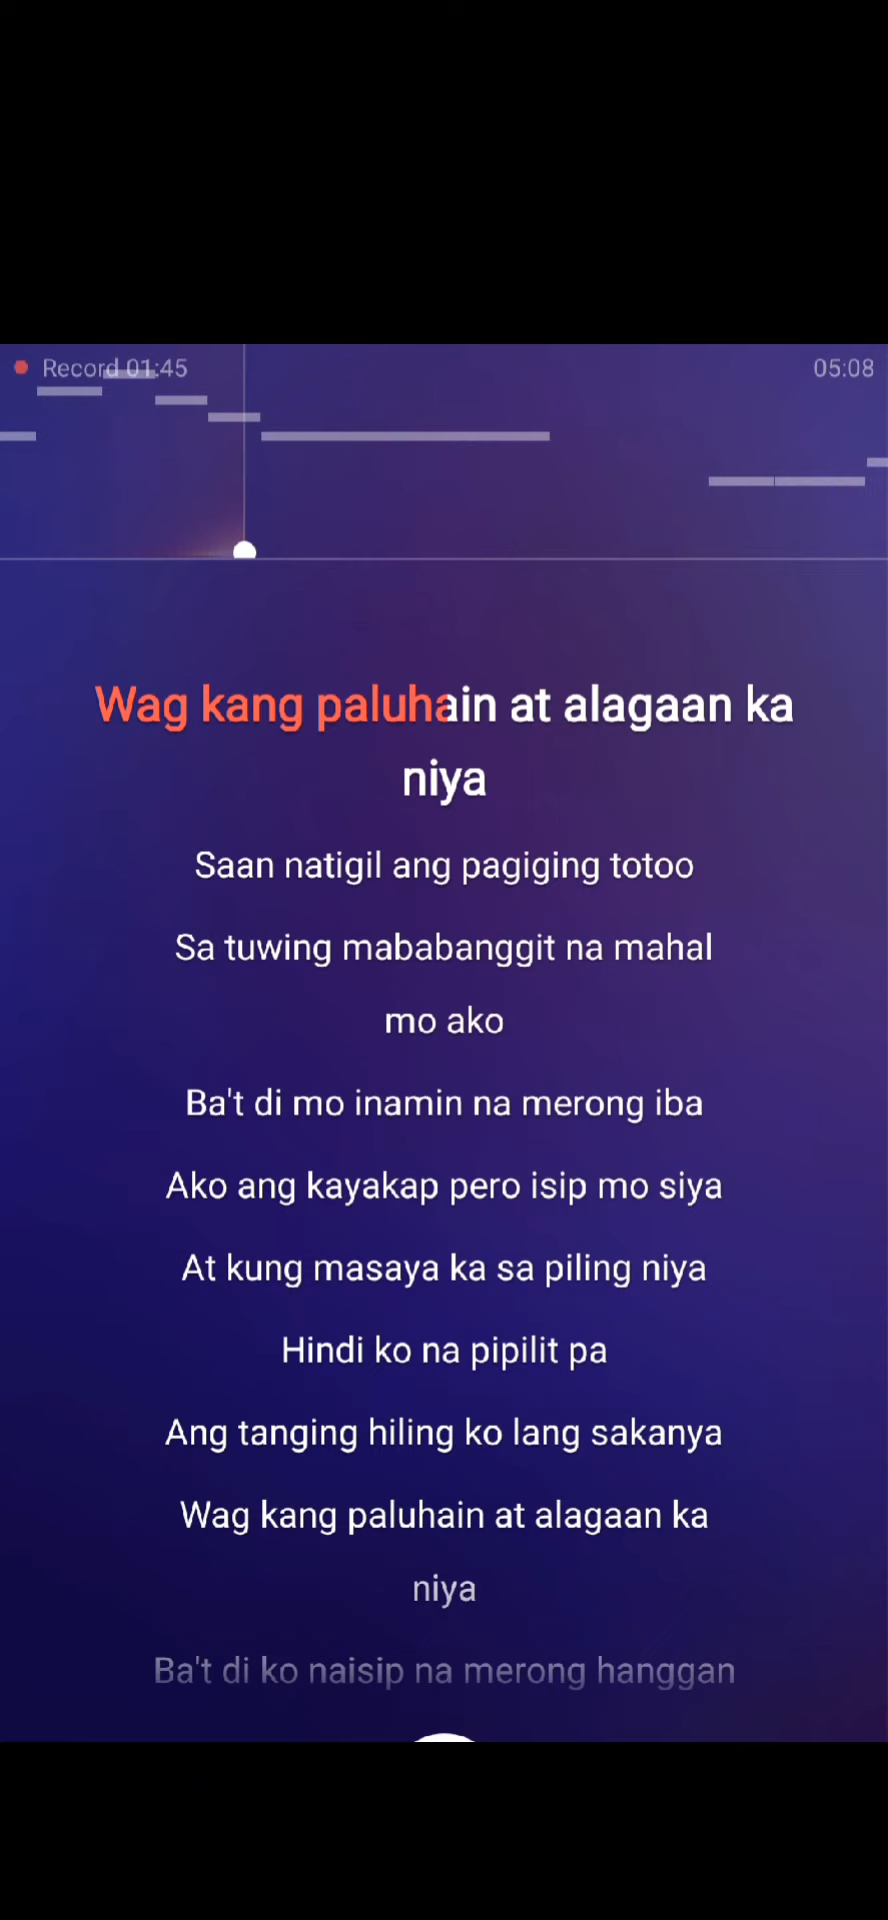 Record 01:45
05:08
Wag kang paluhain at alagaan ka
niya
Saan natigil ang pagiging totoo
Sa tuwing mababanggit na mahal
mo ako
Ba't di mo inamin na merong iba
Ako ang kayakap pero isip mo siya
At kung masaya ka sa piling niya
Hindi ko na pipilit pa
Ang tanging hiling ko lang sakanya
Wag kang paluhain at alagaan ka
niya
Ba't di ko naisip na merong hanggan